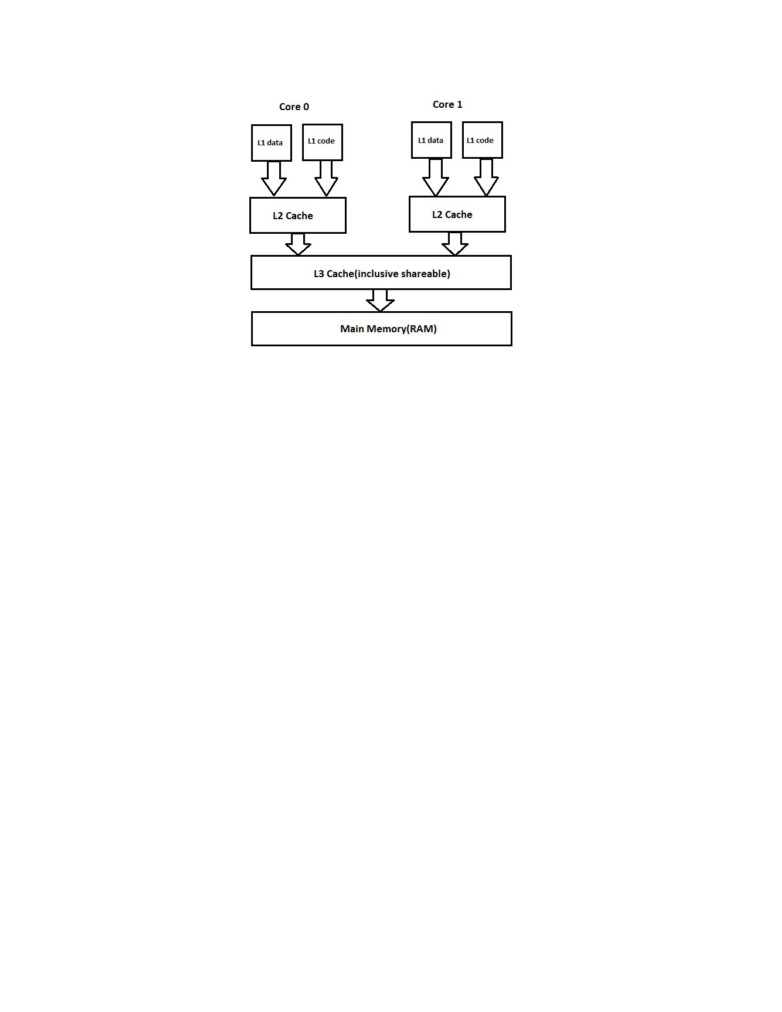 Core 0
Core 1
L1 data
L1 code
L1 data
L1 code
L2 Cache
L2 Cache
L3 Cache(inclusive shareable)
Main Memory(RAM)